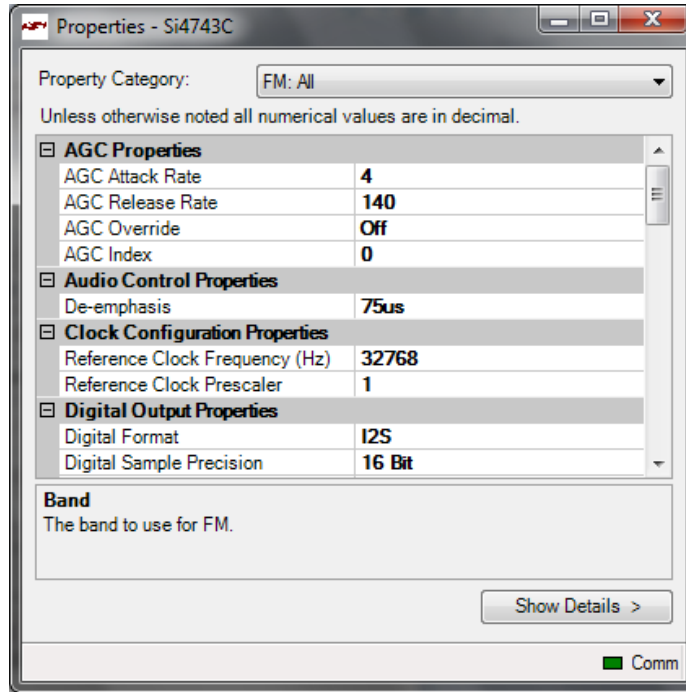 Properties - Si4743C
Property Category: FM: All
Unless otherwise noted all numerical values are in decimal.
AGC Properties
AGC Attack Rate 4
AGC Release Rate 140
AGC Override Off
AGC Index 0
Audio Control Properties
De-emphasis 75us
Clock Configuration Properties
Reference Clock Frequency (Hz) 32768
Reference Clock Prescaler 1
Digital Output Properties
Digital Format I2S
Digital Sample Precision 16 Bit
Band
The band to use for FM.
Show Details >
Comm